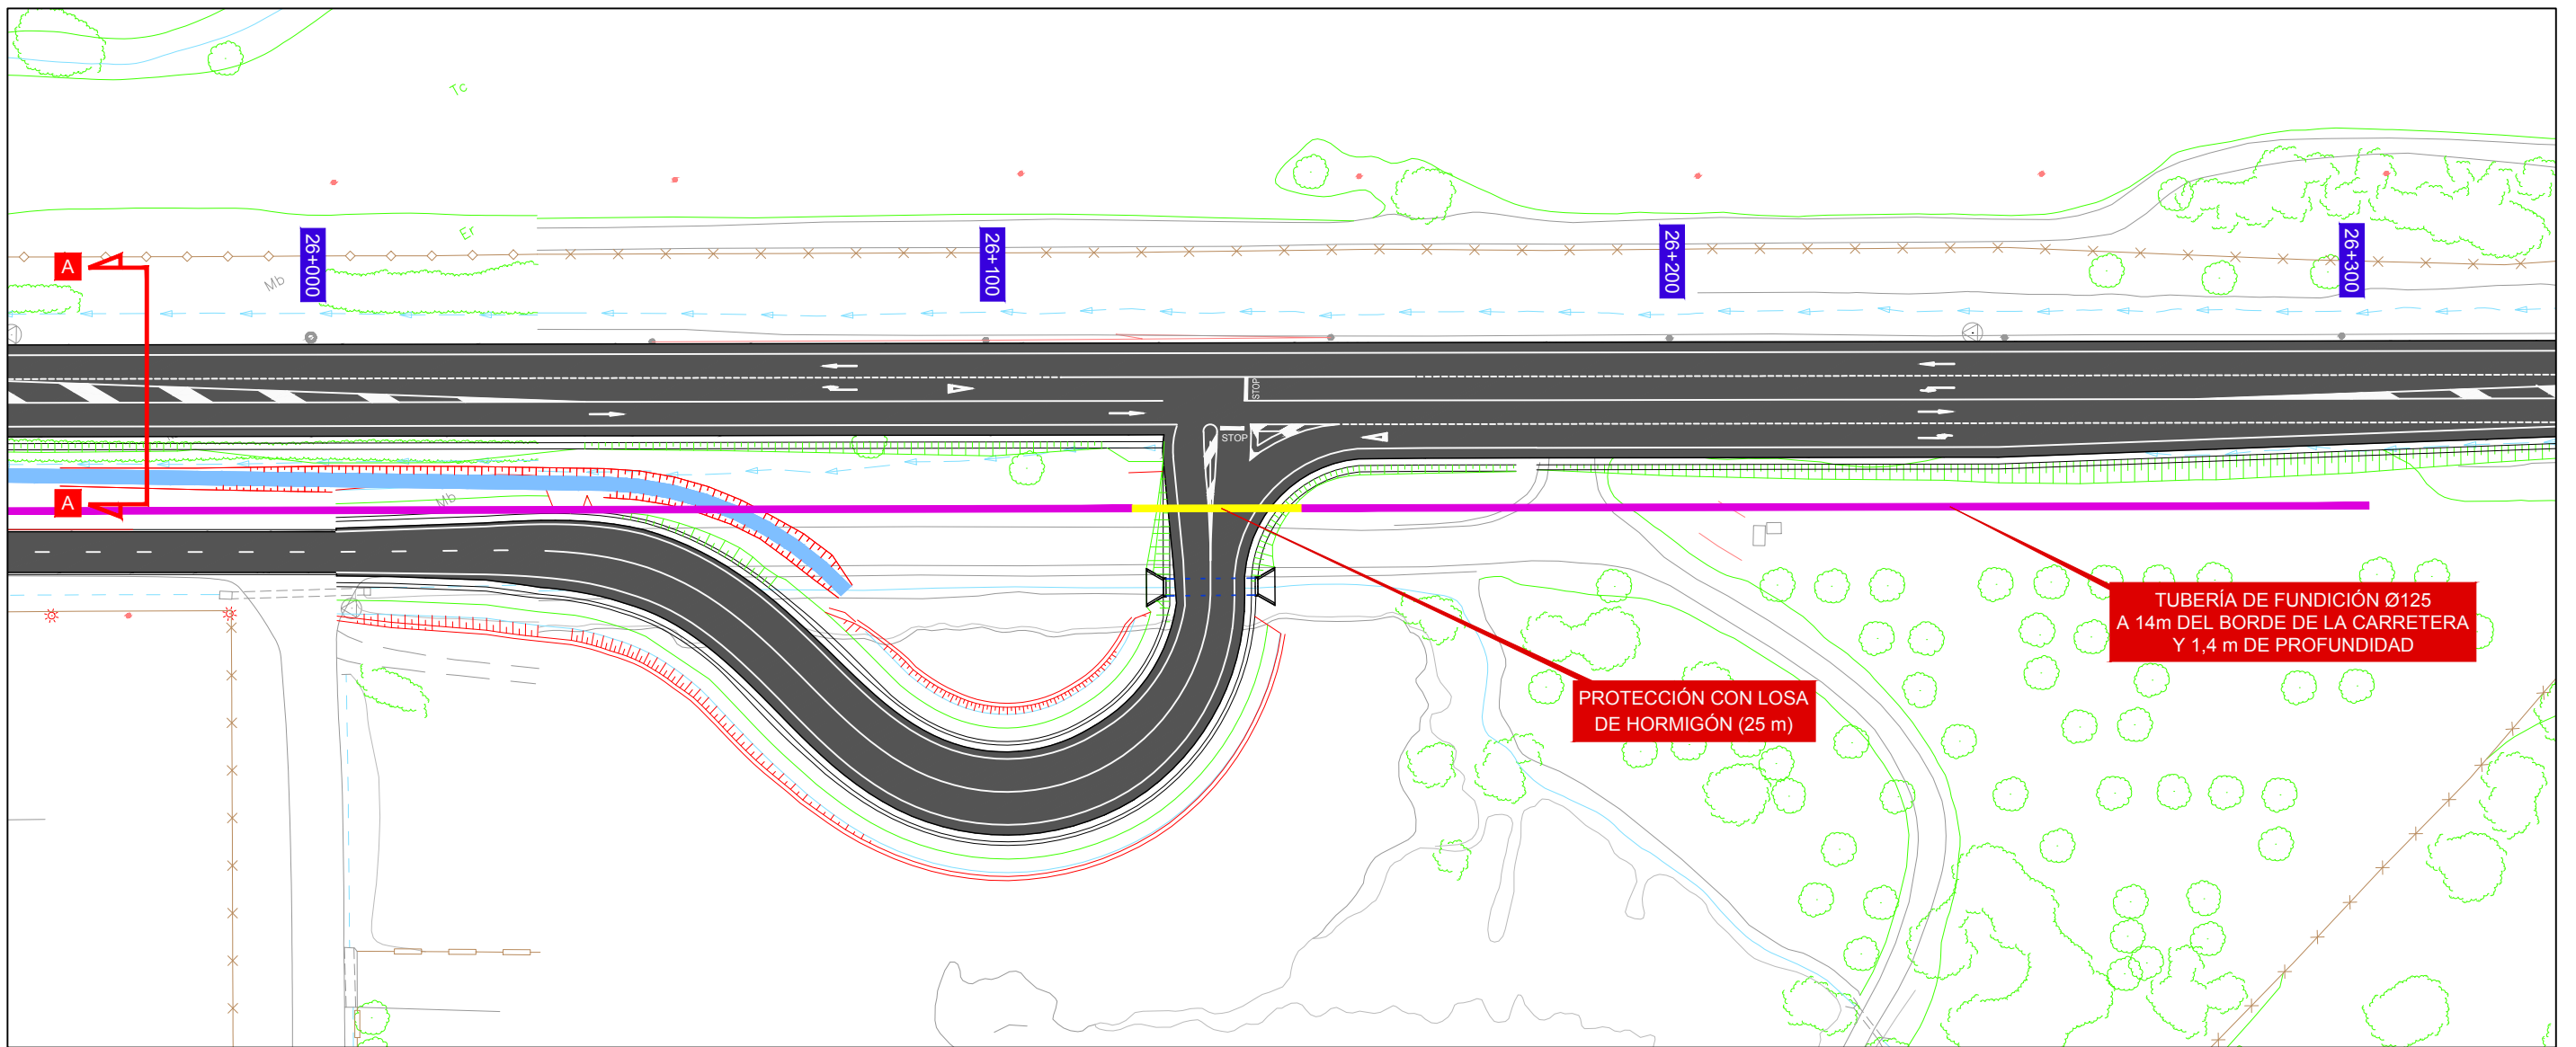 Tc
Er
A
26+000
26+100
26+200
26+300
Mb
STOP
STOP
A
Mb
TUBERÍA DE FUNDICIÓN Ø125
A 14m DEL BORDE DE LA CARRETERA
Y 1,4 m DE PROFUNDIDAD
PROTECCIÓN CON LOSA
DE HORMIGÓN (25 m)